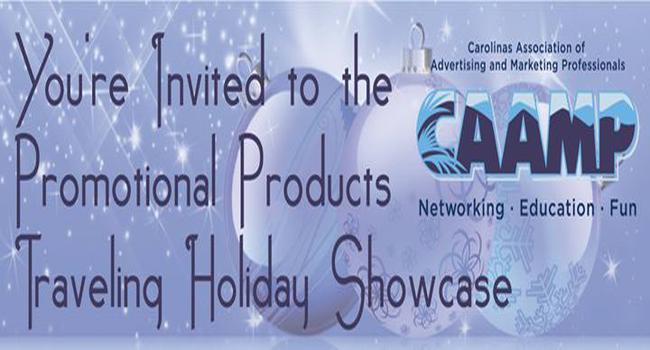 You're Invited to the
Promotional Products
Traveling Holiday Showcase
Carolinas Association of
Advertising and Marketing Professionals
CAAMP
Networking · Education · Fun